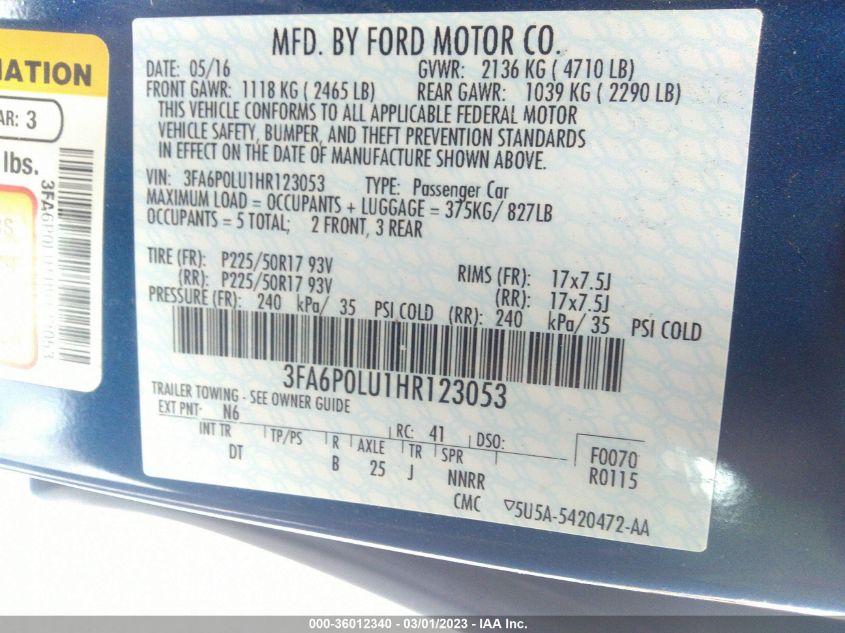 MATION
AR: 3
lbs.
MFD. BY FORD MOTOR CO.
DATE: 05/16 GVWR: 2136 KG ( 4710 LB)
FRONT GAWR: 1118 KG ( 2465 LB) REAR GAWR: 1039 KG ( 2290 LB)
THIS VEHICLE CONFORMS TO ALL APPLICABLE FEDERAL MOTOR
VEHICLE SAFETY, BUMPER, AND THEFT PREVENTION STANDARDS
IN EFFECT ON THE DATE OF MANUFACTURE SHOWN ABOVE.
VIN: 3FA6P0LU1HR123053 TYPE: Passenger Car
MAXIMUM LOAD = OCCUPANTS + LUGGAGE = 375KG/ 827LB
OCCUPANTS = 5 TOTAL; 2 FRONT, 3 REAR
TIRE (FR): P225/50R17 93V RIMS (FR): 17x7.5J
(RR): P225/50R17 93V (RR): 17x7.5J
PRESSURE (FR): 240 kPa/ 35 PSI COLD (RR): 240 kPa/ 35 PSI COLD
3FA6P0LU1HR123053
TRAILER TOWING - SEE OWNER GUIDE
EXT PNT: N6 RC: 41 DSO: F0070
INT TR TP/PS R AXLE TR SPR R0115
DT B 25 J NNRR
CMC ▽5U5A-5420472-AA
000-36012340 - 03/01/2023 - IAA Inc.